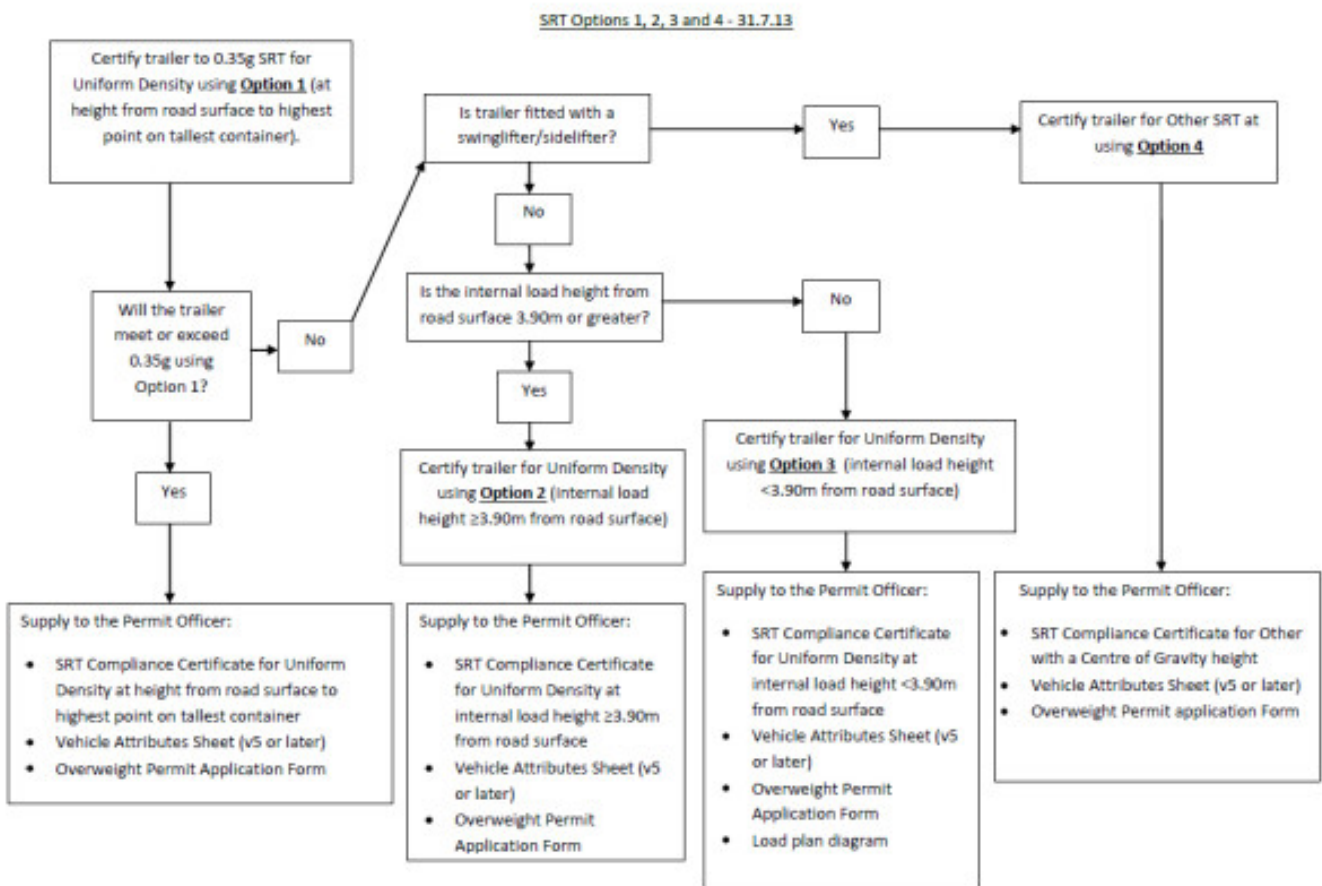 SRT Options 1, 2, 3 and 4 - 31.7.13
Certify trailer to 0.35g SRT for
Uniform Density using Option 1 (at
height from road surface to highest
point on tallest container).
Will the trailer
meet or exceed
0.35g using
Option 1?
No
Yes
Supply to the Permit Officer:
• SRT Compliance Certificate for Uniform
Density at height from road surface to
highest point on tallest container
• Vehicle Attributes Sheet (v5 or later)
• Overweight Permit Application Form
Is trailer fitted with a
swinglifter/sidelifter?
Yes
Certify trailer for Other SRT at
using Option 4
No
Is the internal load height from
road surface 3.90m or greater?
No
Yes
Certify trailer for Uniform Density
using Option 2 (internal load
height ≥3.90m from road surface)
Supply to the Permit Officer:
• SRT Compliance Certificate
for Uniform Density at
internal load height ≥3.90m
from road surface
• Vehicle Attributes Sheet (v5
or later)
• Overweight Permit
Application Form
Certify trailer for Uniform Density
using Option 3 (internal load height
<3.90m from road surface)
Supply to the Permit Officer:
• SRT Compliance Certificate
for Uniform Density at
internal load height <3.90m
from road surface
• Vehicle Attributes Sheet (v5
or later)
• Overweight Permit
Application Form
• Load plan diagram
Supply to the Permit Officer:
• SRT Compliance Certificate for Other
with a Centre of Gravity height
• Vehicle Attributes Sheet (v5 or later)
• Overweight Permit application Form